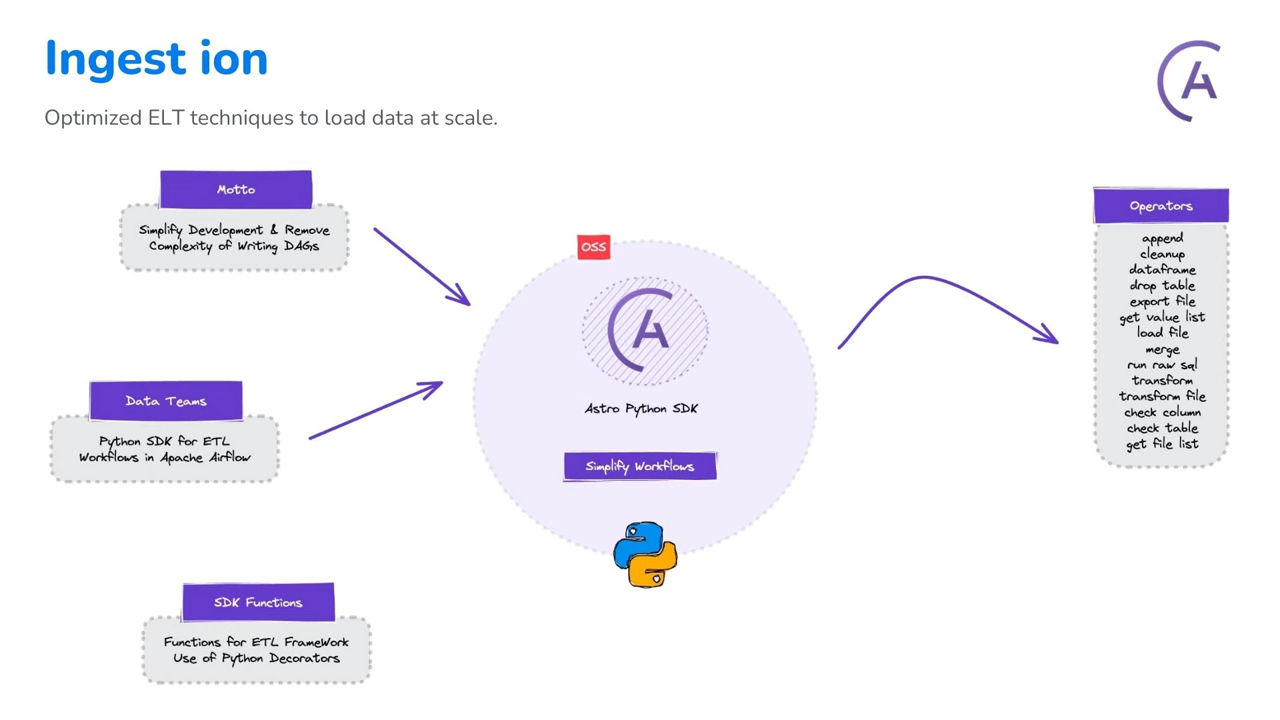 Ingest ion
Optimized ELT techniques to load data at scale.
Motto
Simplify Development & Remove
Complexity of Writing DAGs
Data Teams
Python SDK for ETL
Workflows in Apache Airflow
SDK Functions
Functions for ETL FrameWork
Use of Python Decorators
OSS
Astro Python SDK
Simplify Workflows
Operators
append
cleanup
dataframe
drop table
export file
get value list
load file
merge
run raw sql
transform
transform file
check column
check table
get file list